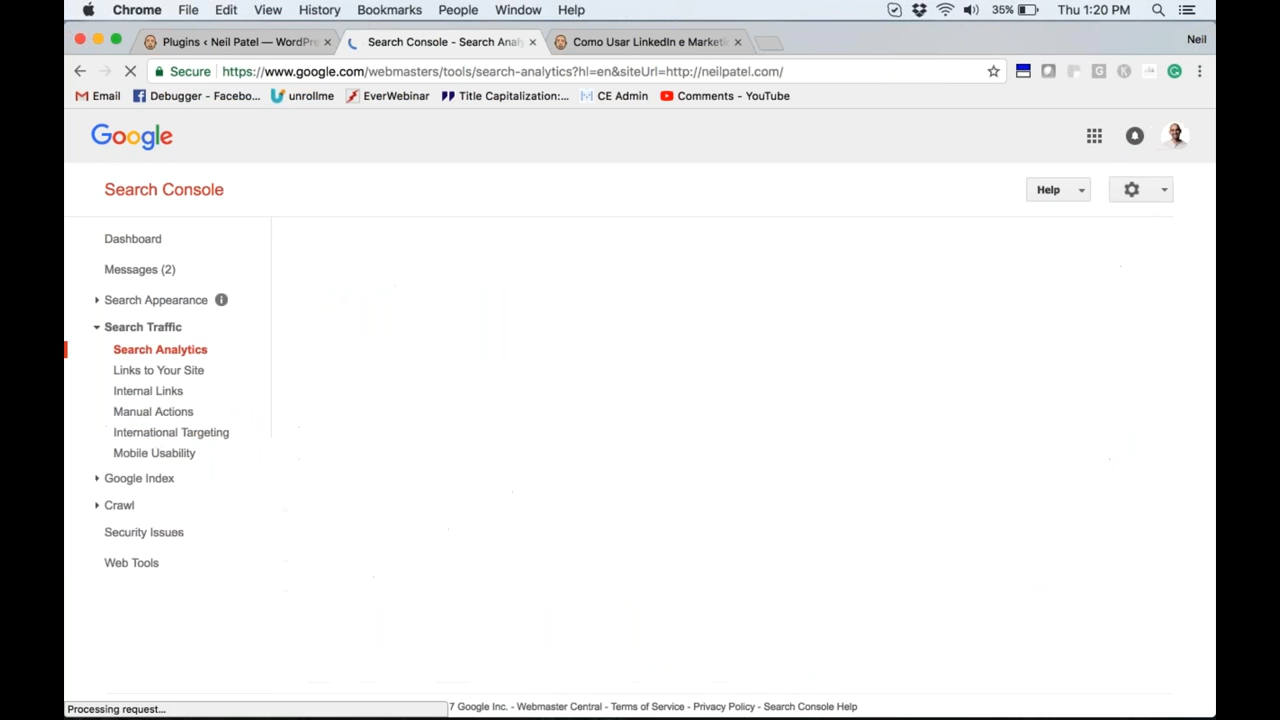 Chrome File Edit View History Bookmarks People Window Help 35% Thu 1:20 PM
Plugins ‹ Neil Patel — WordPre × Search Console - Search Analy × Como Usar LinkedIn e Marketi × Neil
Secure https://www.google.com/webmasters/tools/search-analytics?hl=en&siteUrl=http://neilpatel.com/
Email Debugger - Facebo... unrollme EverWebinar Title Capitalization:... CE Admin Comments - YouTube
Google
Search Console Help
Dashboard
Messages (2)
Search Appearance i
Search Traffic
Search Analytics
Links to Your Site
Internal Links
Manual Actions
International Targeting
Mobile Usability
Google Index
Crawl
Security Issues
Web Tools
Processing request... 7 Google Inc. - Webmaster Central - Terms of Service - Privacy Policy - Search Console Help